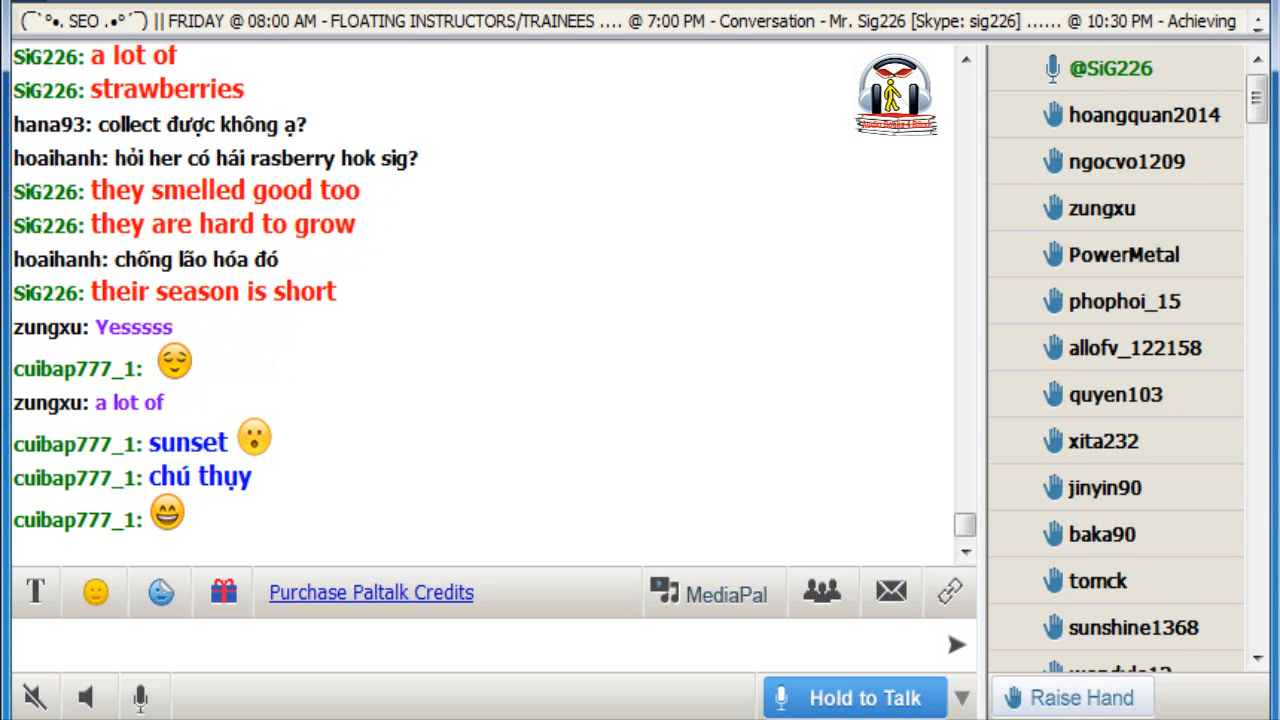 (¯`º•. SEO .•º´¯) || FRIDAY @ 08:00 AM - FLOATING INSTRUCTORS/TRAINEES .... @ 7:00 PM - Conversation - Mr. Sig226 [Skype: sig226] ...... @ 10:30 PM - Achieving
SiG226: a lot of
SiG226: strawberries
hana93: collect được không ạ?
hoaihanh: hỏi her có hái rasberry hok sig?
SiG226: they smelled good too
SiG226: they are hard to grow
hoaihanh: chống lão hóa đó
SiG226: their season is short
zungxu: Yesssss
cuibap777_1:
zungxu: a lot of
cuibap777_1: sunset
cuibap777_1: chú thụy
cuibap777_1:
T
Purchase Paltalk Credits
MediaPal
Hold to Talk
@SiG226
hoangquan2014
ngocvo1209
zungxu
PowerMetal
phophoi_15
allofv_122158
quyen103
xita232
jinyin90
baka90
tomck
sunshine1368
Raise Hand